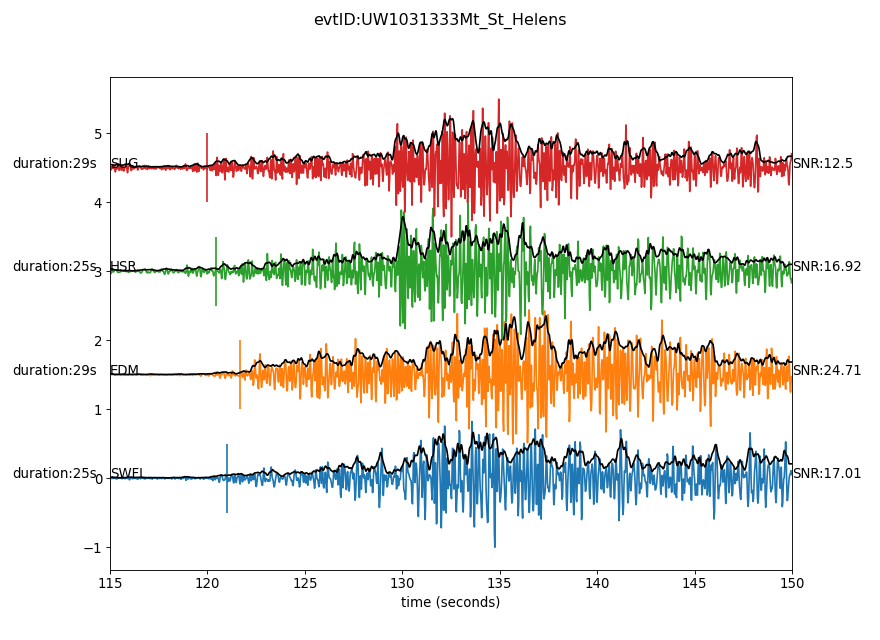 evtID:UW1031333Mt_St_Helens
5
duration:29s SUG SNR:12.5
4
duration:25s HSR SNR:16.92
3
2
duration:29s EDM SNR:24.71
1
duration:25s SWFL SNR:17.01
0
−1
115 120 125 130 135 140 145 150
time (seconds)